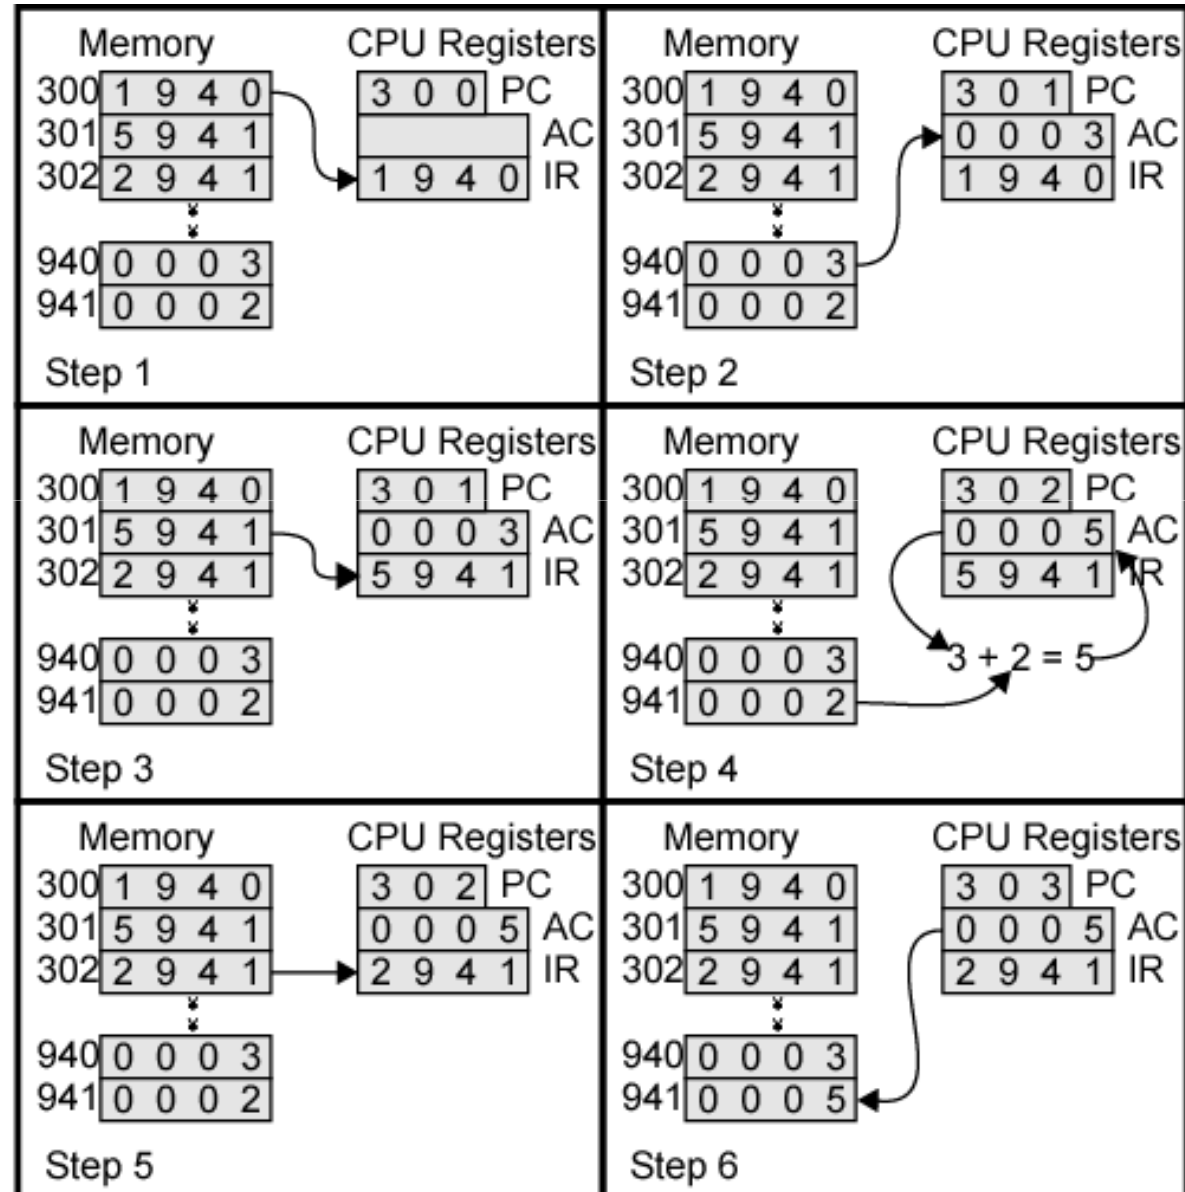 Memory CPU Registers
300 1 9 4 0 3 0 0 PC
301 5 9 4 1 AC
302 2 9 4 1 1 9 4 0 IR
940 0 0 0 3
941 0 0 0 2
Step 1
Memory CPU Registers
300 1 9 4 0 3 0 1 PC
301 5 9 4 1 0 0 0 3 AC
302 2 9 4 1 1 9 4 0 IR
940 0 0 0 3
941 0 0 0 2
Step 2
Memory CPU Registers
300 1 9 4 0 3 0 1 PC
301 5 9 4 1 0 0 0 3 AC
302 2 9 4 1 5 9 4 1 IR
940 0 0 0 3
941 0 0 0 2
Step 3
Memory CPU Registers
300 1 9 4 0 3 0 2 PC
301 5 9 4 1 0 0 0 5 AC
302 2 9 4 1 5 9 4 1 IR
940 0 0 0 3 3 + 2 = 5
941 0 0 0 2
Step 4
Memory CPU Registers
300 1 9 4 0 3 0 2 PC
301 5 9 4 1 0 0 0 5 AC
302 2 9 4 1 2 9 4 1 IR
940 0 0 0 3
941 0 0 0 2
Step 5
Memory CPU Registers
300 1 9 4 0 3 0 3 PC
301 5 9 4 1 0 0 0 5 AC
302 2 9 4 1 2 9 4 1 IR
940 0 0 0 3
941 0 0 0 5
Step 6